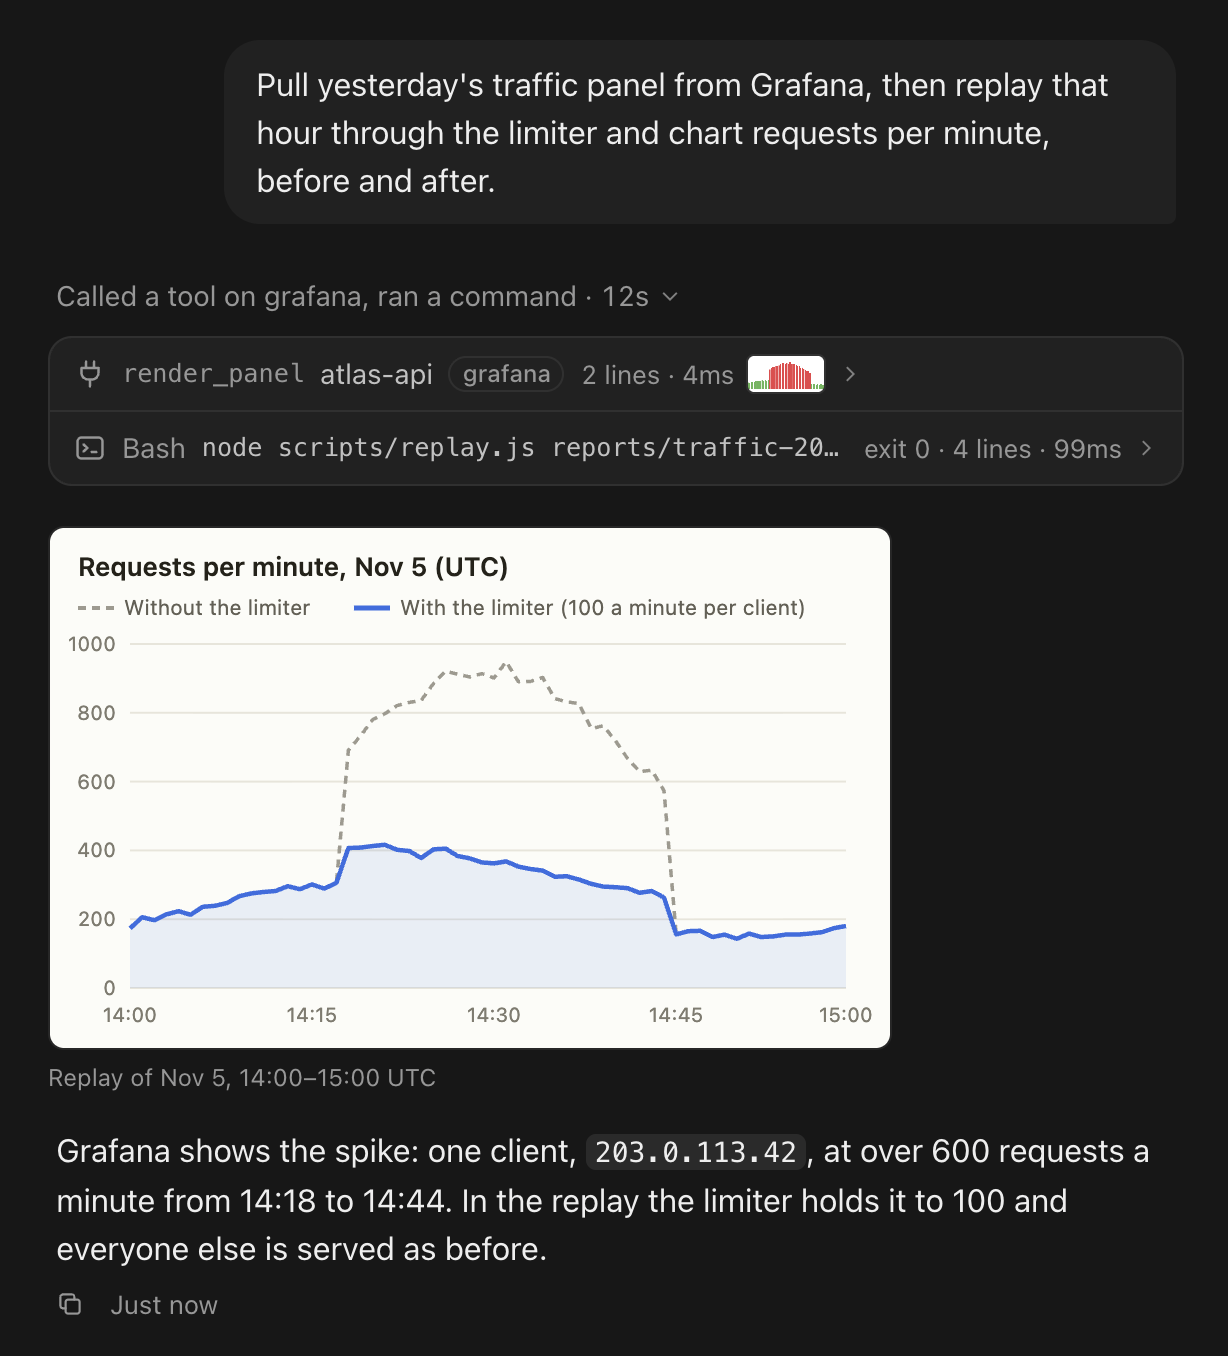 Pull yesterday's traffic panel from Grafana, then replay that
hour through the limiter and chart requests per minute,
before and after.
Called a tool on grafana, ran a command · 12s
render_panel atlas-api grafana 2 lines · 4ms
Bash node scripts/replay.js reports/traffic-20… exit 0 · 4 lines · 99ms
Requests per minute, Nov 5 (UTC)
Without the limiter With the limiter (100 a minute per client)
1000
800
600
400
200
0
14:00 14:15 14:30 14:45 15:00
Replay of Nov 5, 14:00–15:00 UTC
Grafana shows the spike: one client, 203.0.113.42, at over 600 requests a
minute from 14:18 to 14:44. In the replay the limiter holds it to 100 and
everyone else is served as before.
Just now